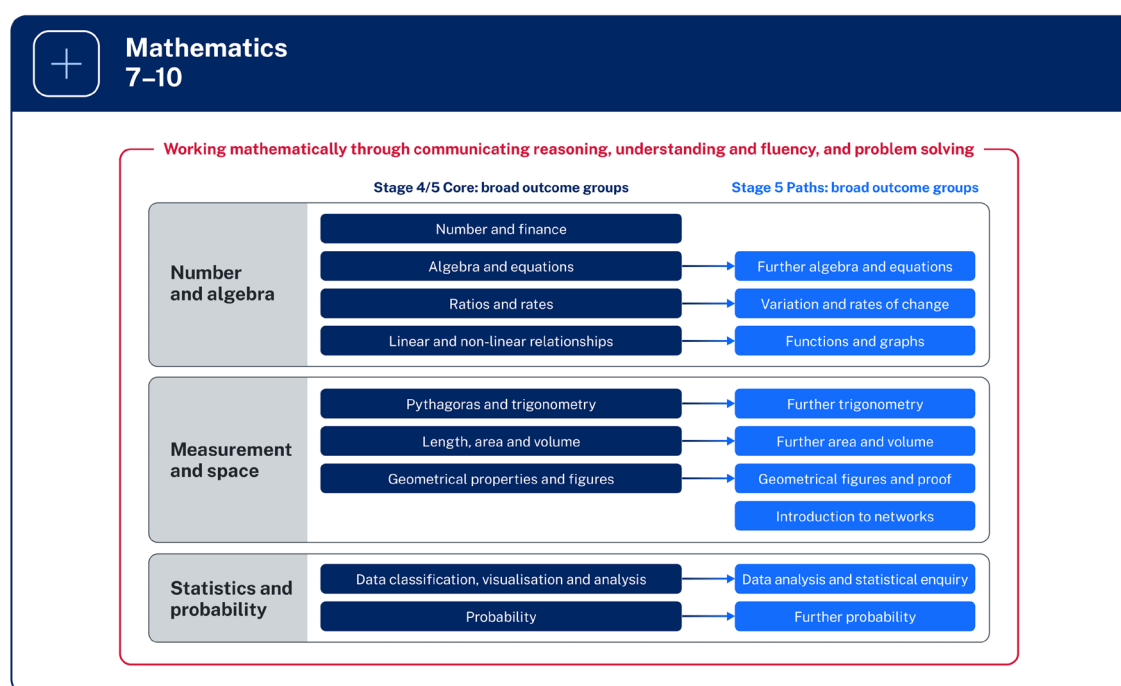 Mathematics
7–10
Working mathematically through communicating reasoning, understanding and fluency, and problem solving
Stage 4/5 Core: broad outcome groups
Stage 5 Paths: broad outcome groups
Number
and algebra
Number and finance
Algebra and equations
Further algebra and equations
Ratios and rates
Variation and rates of change
Linear and non-linear relationships
Functions and graphs
Measurement
and space
Pythagoras and trigonometry
Further trigonometry
Length, area and volume
Further area and volume
Geometrical properties and figures
Geometrical figures and proof
Introduction to networks
Statistics and
probability
Data classification, visualisation and analysis
Data analysis and statistical enquiry
Probability
Further probability